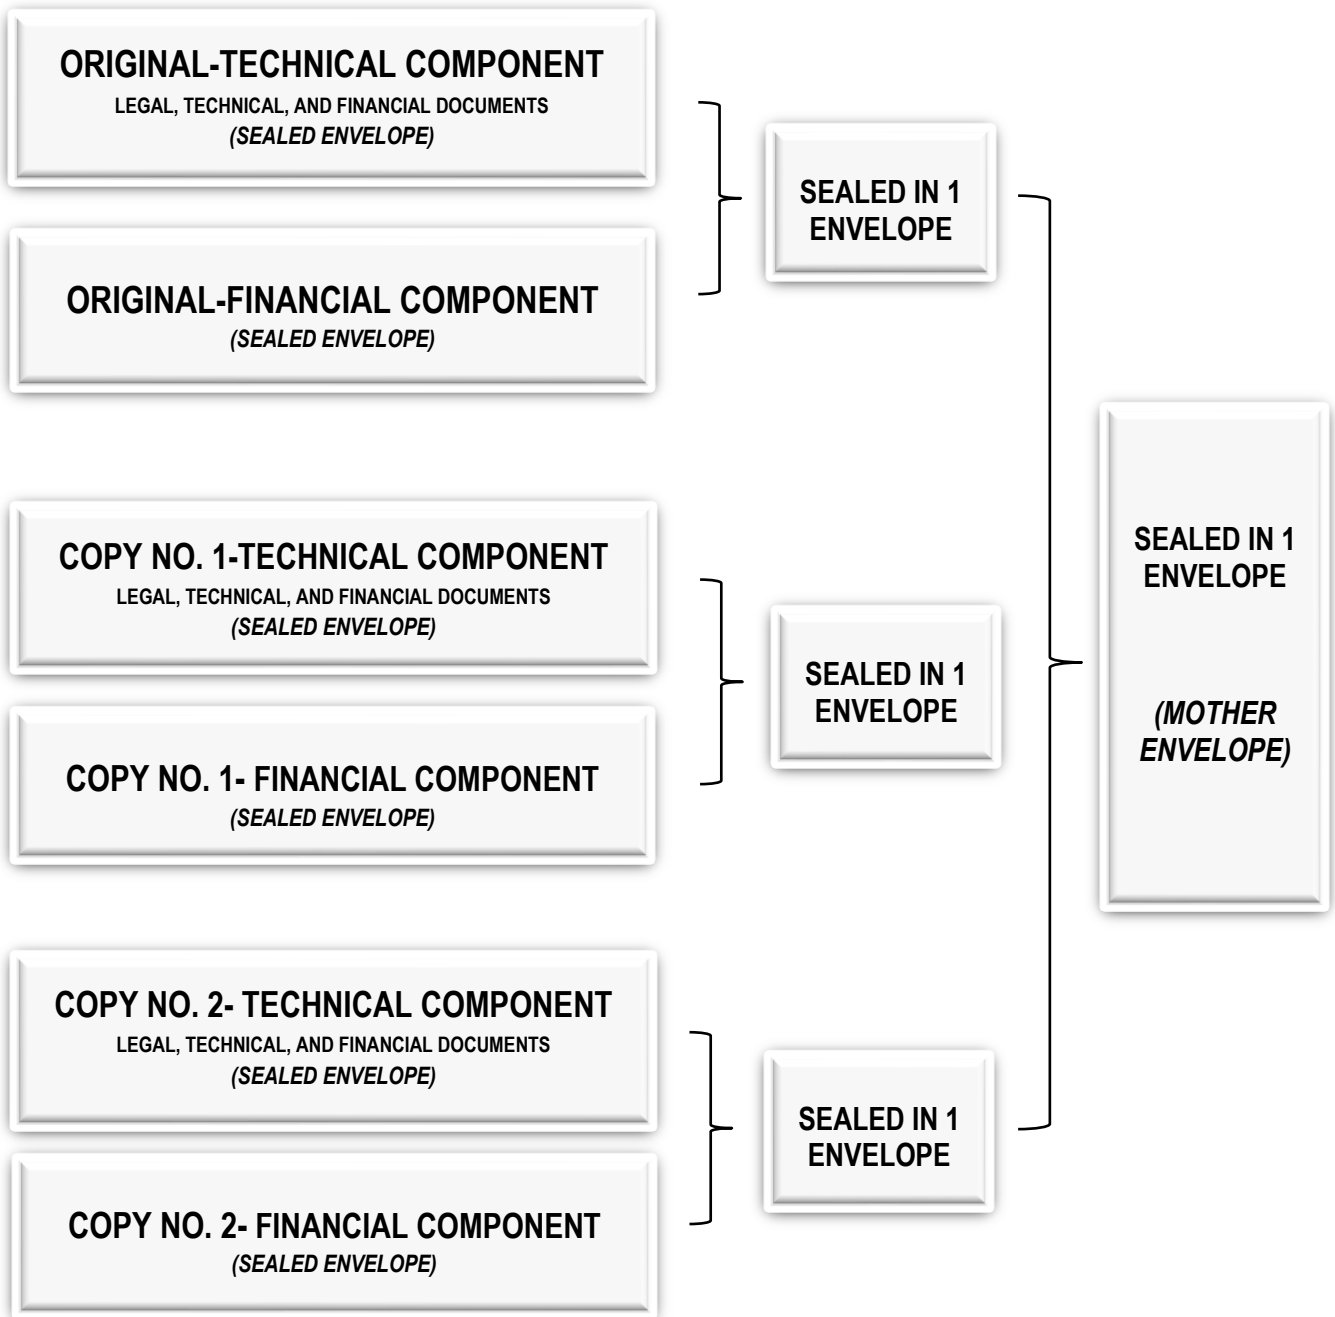 ORIGINAL-TECHNICAL COMPONENT
LEGAL, TECHNICAL, AND FINANCIAL DOCUMENTS
(SEALED ENVELOPE)
ORIGINAL-FINANCIAL COMPONENT
(SEALED ENVELOPE)
SEALED IN 1
ENVELOPE
COPY NO. 1-TECHNICAL COMPONENT
LEGAL, TECHNICAL, AND FINANCIAL DOCUMENTS
(SEALED ENVELOPE)
COPY NO. 1- FINANCIAL COMPONENT
(SEALED ENVELOPE)
SEALED IN 1
ENVELOPE
COPY NO. 2- TECHNICAL COMPONENT
LEGAL, TECHNICAL, AND FINANCIAL DOCUMENTS
(SEALED ENVELOPE)
COPY NO. 2- FINANCIAL COMPONENT
(SEALED ENVELOPE)
SEALED IN 1
ENVELOPE
SEALED IN 1
ENVELOPE
(MOTHER
ENVELOPE)